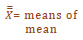 X̿= means of
mean